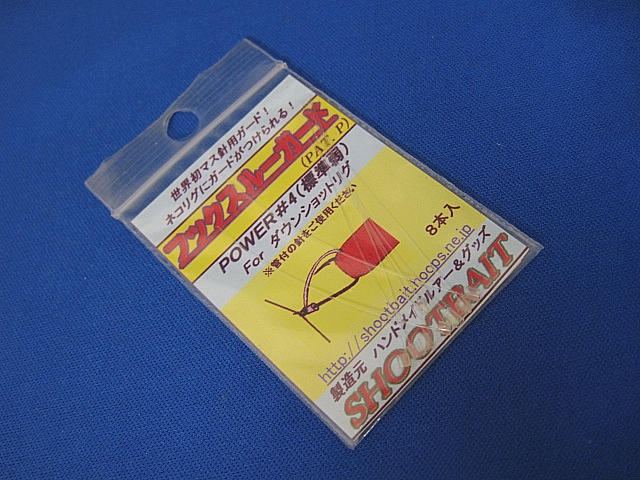 世界初マス針用ガード！
ネコリグにガードがつけられる！
フックスルーガード
(PAT. P)
POWER#4(標準弱)
For ダウンショットリグ
※管付の針をご使用ください
8本入
http://shootbait.hoops.ne.jp
製造元 ハンドメイドルアー＆グッズ
SHOOTBAIT